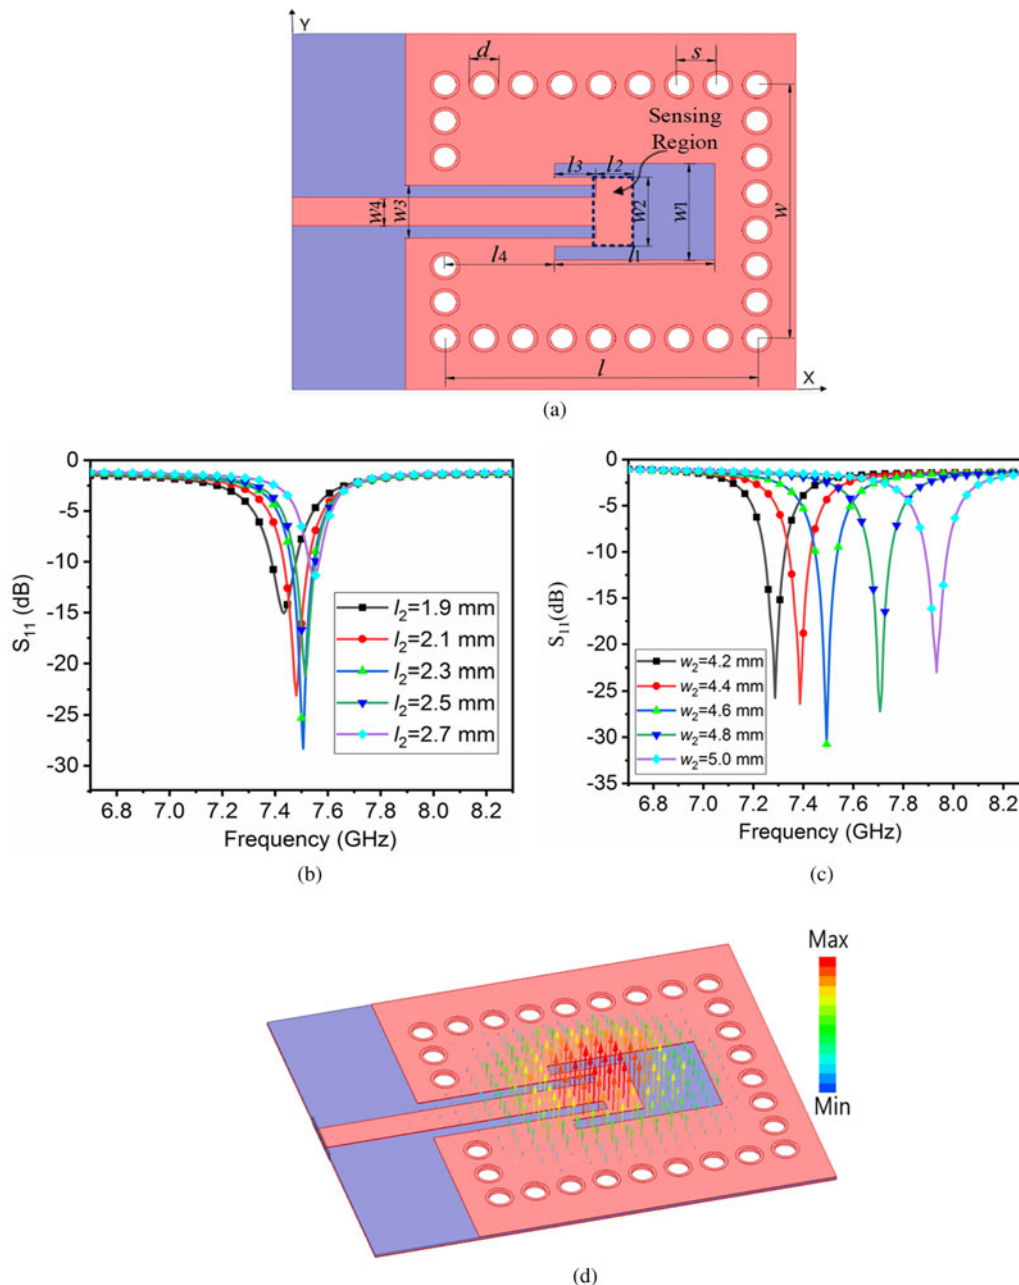 Y
d
s
Sensing
Region
l3 l2
w4
w3
w2
w1
w
l4
l1
l
X
(a)
0
-5
-10
-15
-20
-25
-30
S11 (dB)
l2=1.9 mm
l2=2.1 mm
l2=2.3 mm
l2=2.5 mm
l2=2.7 mm
6.8 7.0 7.2 7.4 7.6 7.8 8.0 8.2
Frequency (GHz)
(b)
0
-5
-10
-15
-20
-25
-30
-35
S11(dB)
w2=4.2 mm
w2=4.4 mm
w2=4.6 mm
w2=4.8 mm
w2=5.0 mm
6.8 7.0 7.2 7.4 7.6 7.8 8.0 8.2
Frequency (GHz)
(c)
Max
Min
(d)